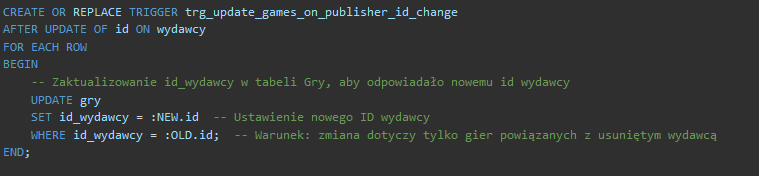 CREATE OR REPLACE TRIGGER trg_update_games_on_publisher_id_change
AFTER UPDATE OF id ON wydawcy
FOR EACH ROW
BEGIN
    -- Zaktualizowanie id_wydawcy w tabeli Gry, aby odpowiadało nowemu id wydawcy
    UPDATE gry
    SET id_wydawcy = :NEW.id  -- Ustawienie nowego ID wydawcy
    WHERE id_wydawcy = :OLD.id;  -- Warunek: zmiana dotyczy tylko gier powiązanych z usuniętym wydawcą
END;